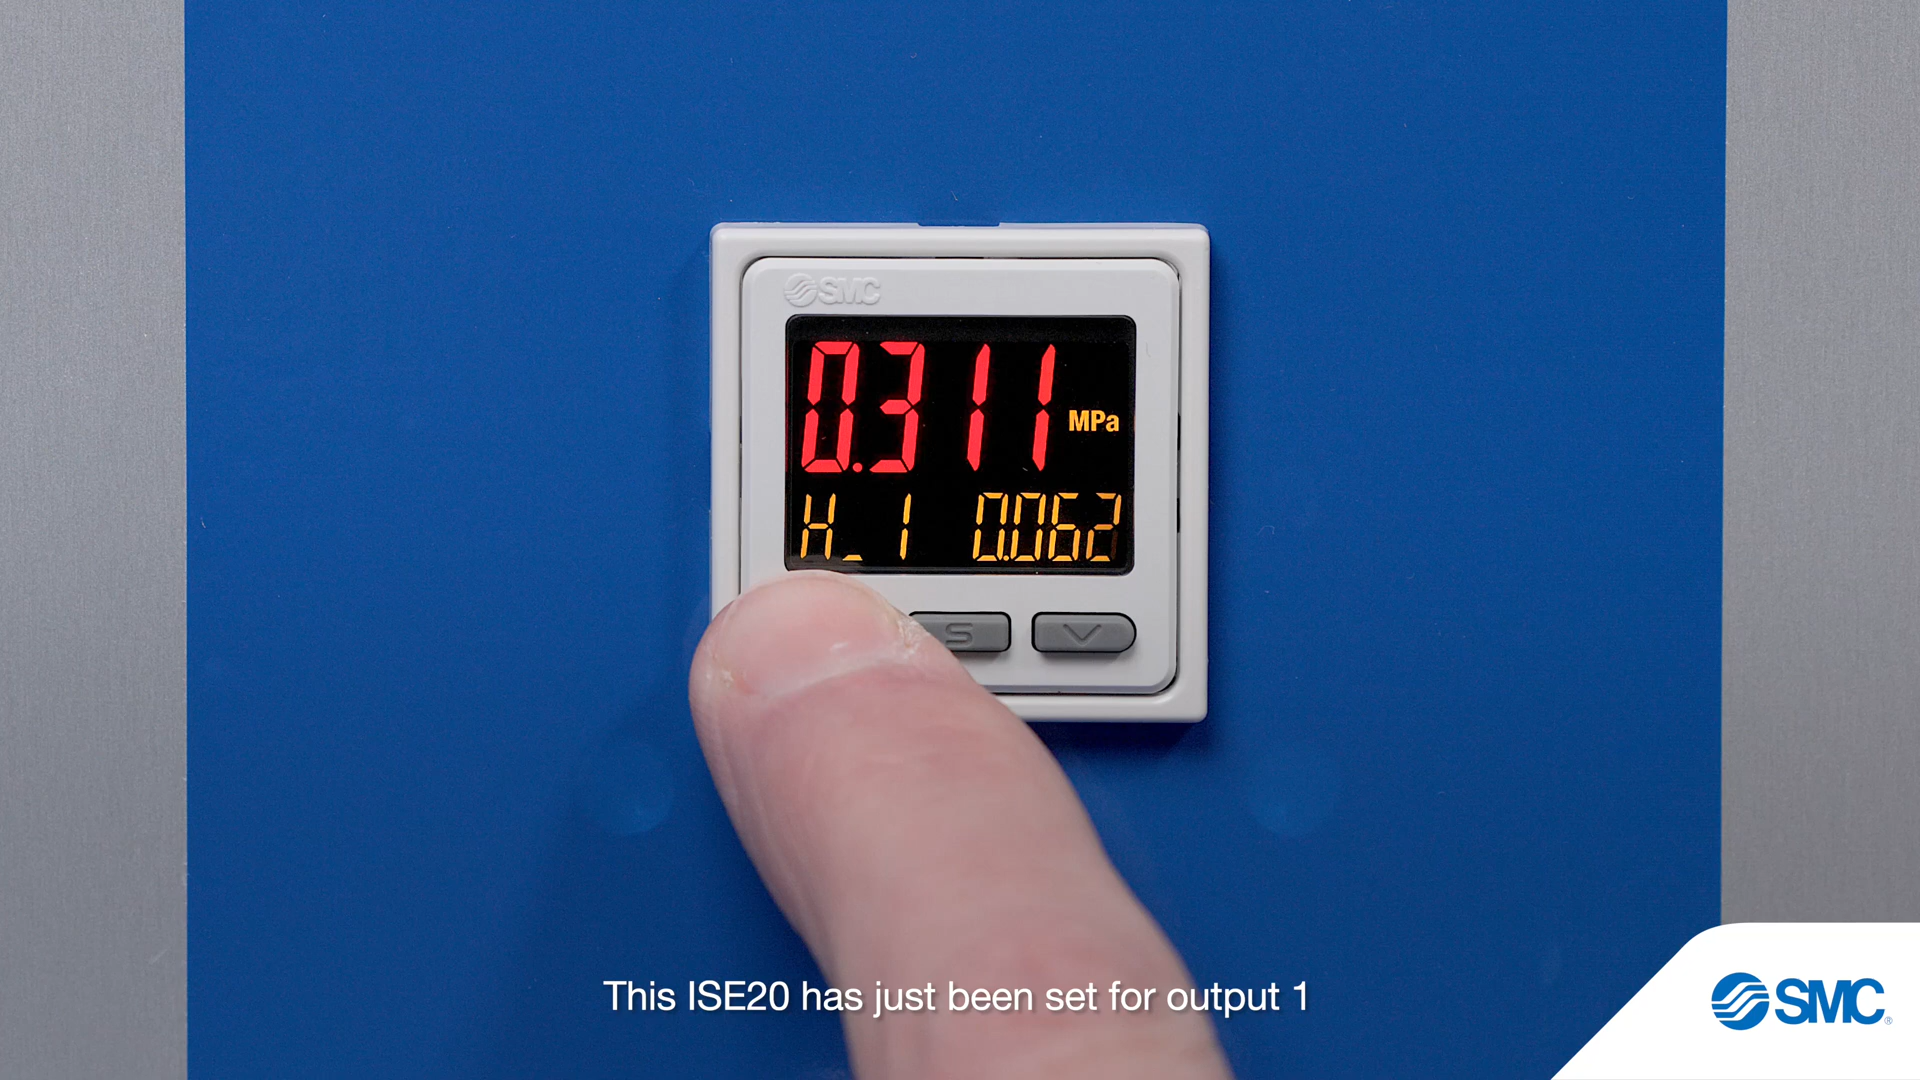 SMC
0.311 MPa
H_1 0.062
S
This ISE20 has just been set for output 1
SMC®